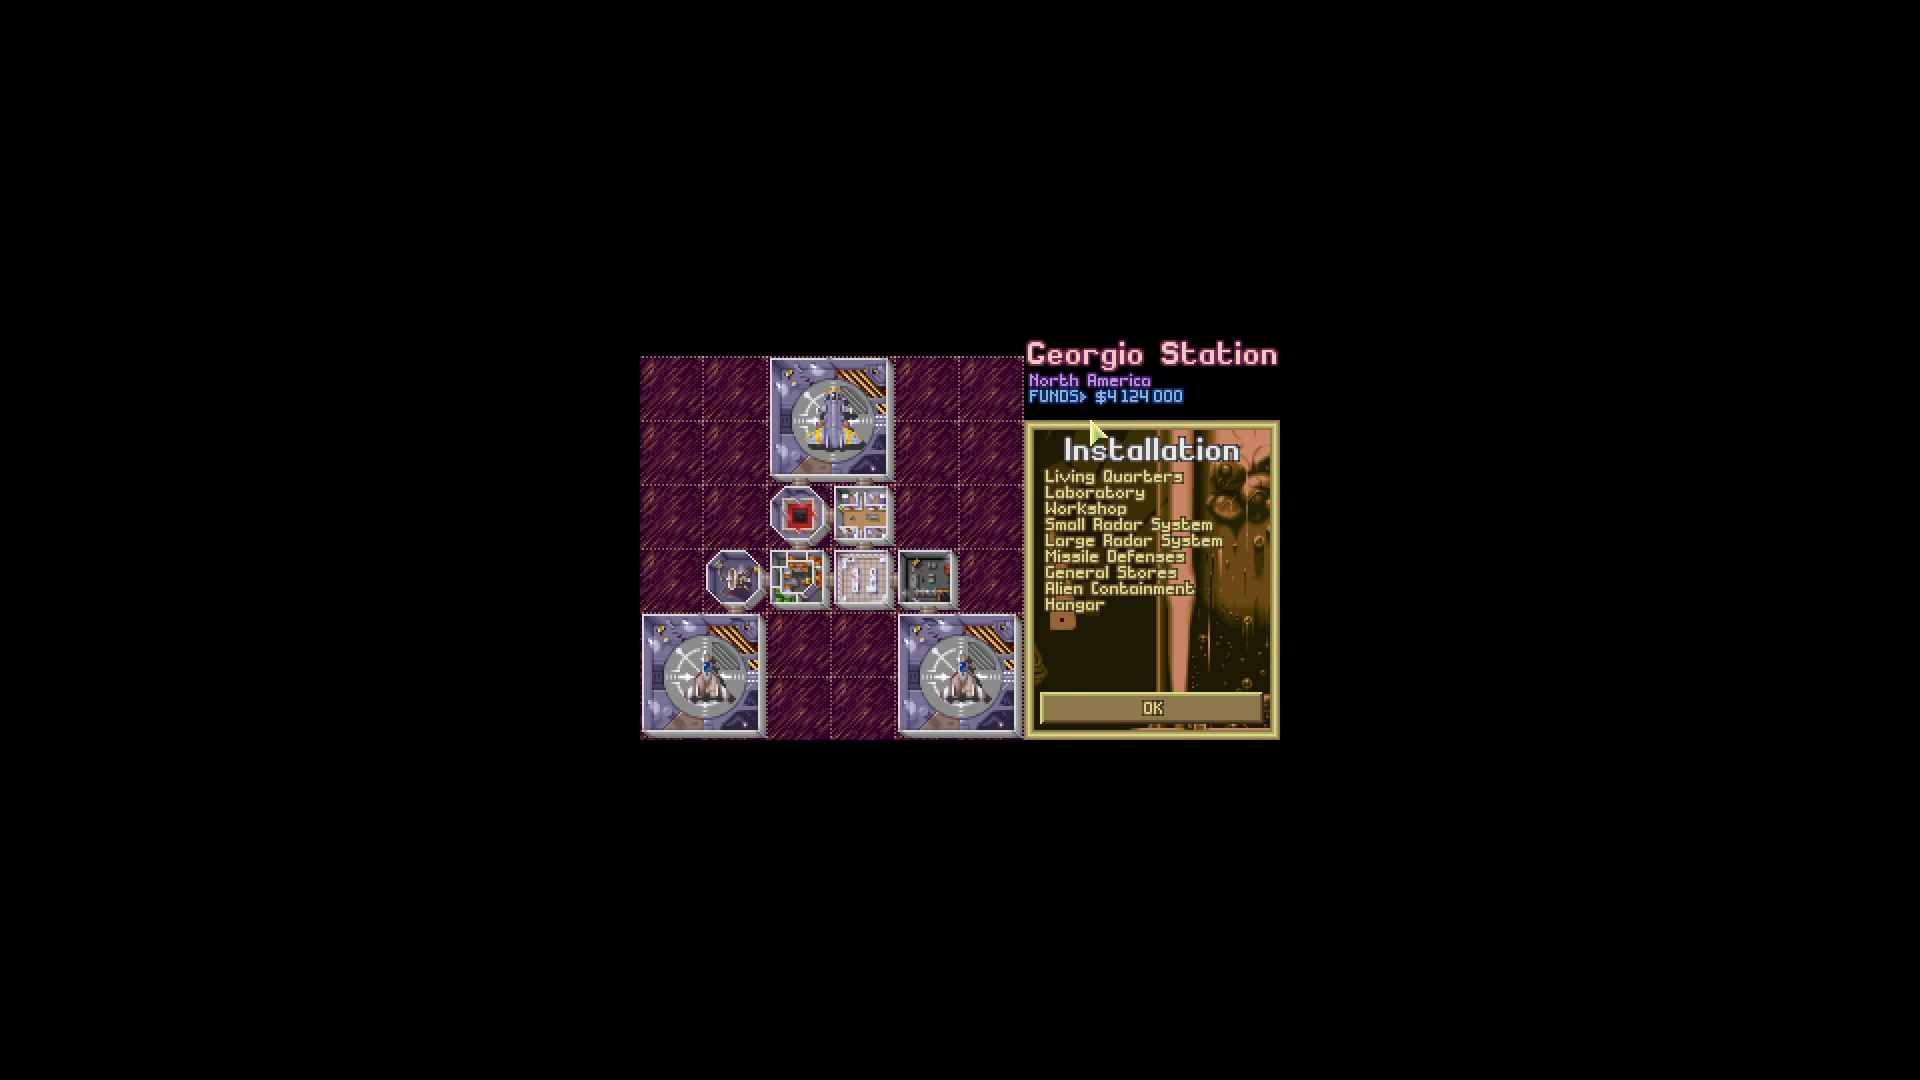 Georgio Station
North America
FUNDS> $4 124 000
Installation
Living Quarters
Laboratory
Workshop
Small Radar System
Large Radar System
Missile Defenses
General Stores
Alien Containment
Hangar
OK